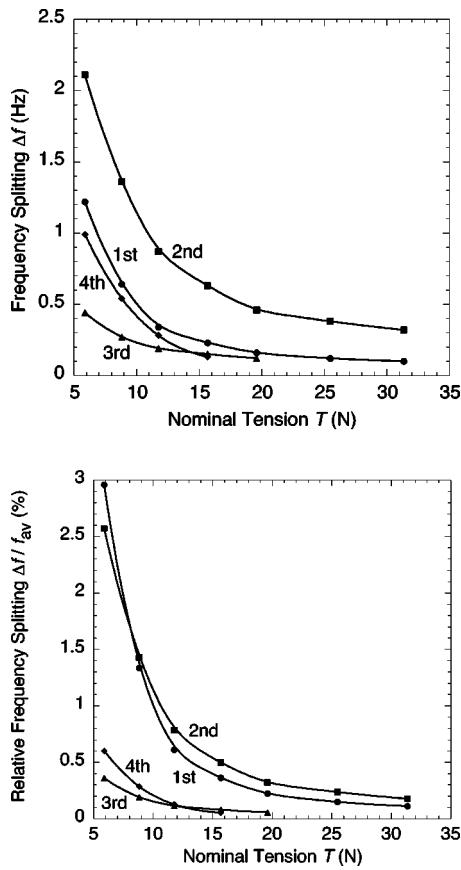 2.5
2
1.5
1
0.5
0
Frequency Splitting Δf (Hz)
2nd
1st
4th
3rd
5 10 15 20 25 30 35
Nominal Tension T (N)
3
2.5
2
1.5
1
0.5
0
Relative Frequency Splitting Δf / fav (%)
2nd
1st
4th
3rd
5 10 15 20 25 30 35
Nominal Tension T (N)